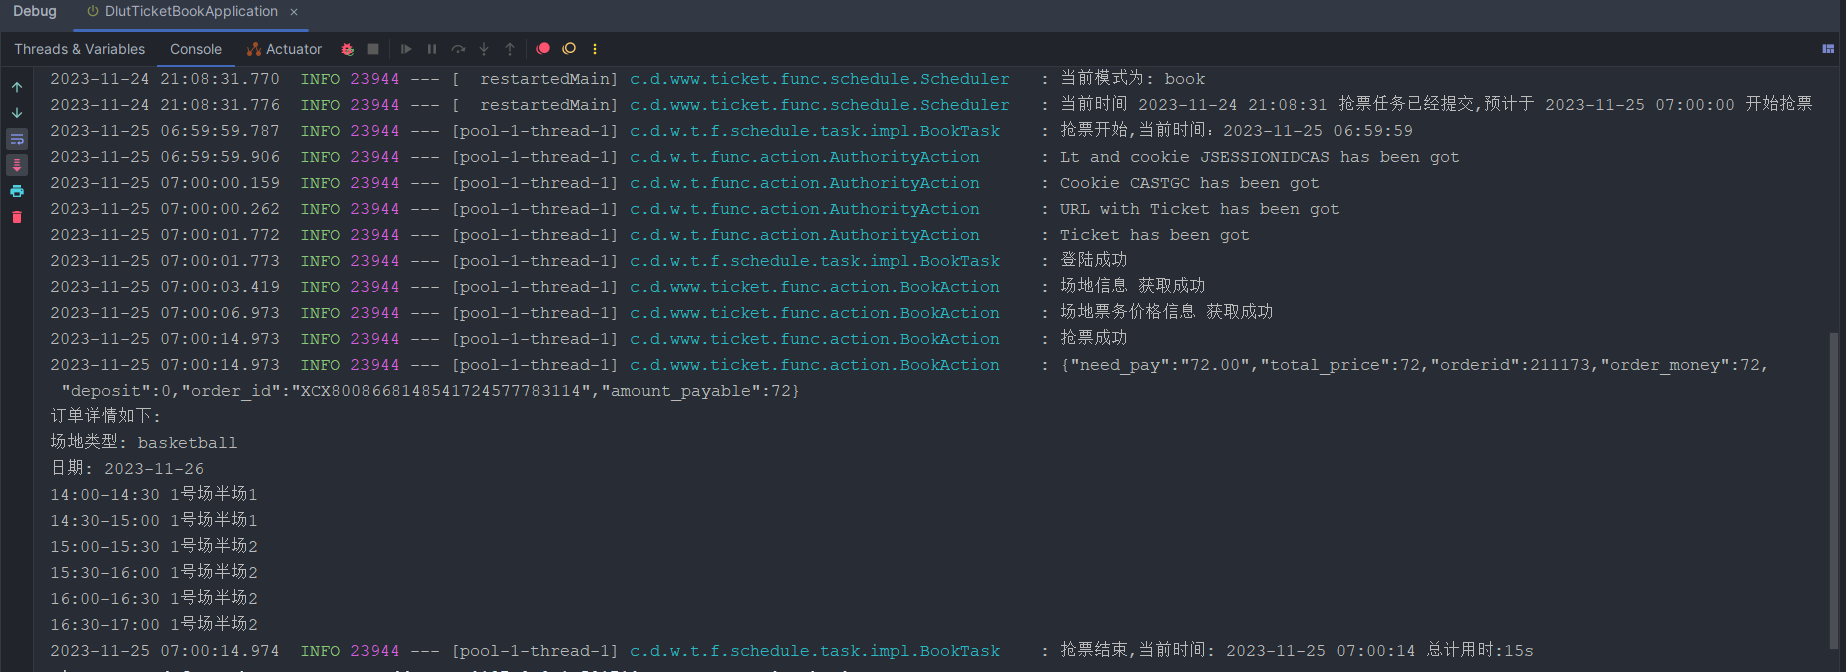 Debug DlutTicketBookApplication ×
Threads & Variables Console Actuator
2023-11-24 21:08:31.770 INFO 23944 --- [ restartedMain] c.d.www.ticket.func.schedule.Scheduler : 当前模式为: book
2023-11-24 21:08:31.776 INFO 23944 --- [ restartedMain] c.d.www.ticket.func.schedule.Scheduler : 当前时间 2023-11-24 21:08:31 抢票任务已经提交,预计于 2023-11-25 07:00:00 开始抢票
2023-11-25 06:59:59.787 INFO 23944 --- [pool-1-thread-1] c.d.w.t.f.schedule.task.impl.BookTask : 抢票开始,当前时间：2023-11-25 06:59:59
2023-11-25 06:59:59.906 INFO 23944 --- [pool-1-thread-1] c.d.w.t.func.action.AuthorityAction : Lt and cookie JSESSIONIDCAS has been got
2023-11-25 07:00:00.159 INFO 23944 --- [pool-1-thread-1] c.d.w.t.func.action.AuthorityAction : Cookie CASTGC has been got
2023-11-25 07:00:00.262 INFO 23944 --- [pool-1-thread-1] c.d.w.t.func.action.AuthorityAction : URL with Ticket has been got
2023-11-25 07:00:01.772 INFO 23944 --- [pool-1-thread-1] c.d.w.t.func.action.AuthorityAction : Ticket has been got
2023-11-25 07:00:01.773 INFO 23944 --- [pool-1-thread-1] c.d.w.t.f.schedule.task.impl.BookTask : 登陆成功
2023-11-25 07:00:03.419 INFO 23944 --- [pool-1-thread-1] c.d.www.ticket.func.action.BookAction : 场地信息 获取成功
2023-11-25 07:00:06.973 INFO 23944 --- [pool-1-thread-1] c.d.www.ticket.func.action.BookAction : 场地票务价格信息 获取成功
2023-11-25 07:00:14.973 INFO 23944 --- [pool-1-thread-1] c.d.www.ticket.func.action.BookAction : 抢票成功
2023-11-25 07:00:14.973 INFO 23944 --- [pool-1-thread-1] c.d.www.ticket.func.action.BookAction : {"need_pay":"72.00","total_price":72,"orderid":211173,"order_money":72,
"deposit":0,"order_id":"XCX8008668148541724577783114","amount_payable":72}
订单详情如下:
场地类型: basketball
日期: 2023-11-26
14:00-14:30 1号场半场1
14:30-15:00 1号场半场1
15:00-15:30 1号场半场2
15:30-16:00 1号场半场2
16:00-16:30 1号场半场2
16:30-17:00 1号场半场2
2023-11-25 07:00:14.974 INFO 23944 --- [pool-1-thread-1] c.d.w.t.f.schedule.task.impl.BookTask : 抢票结束,当前时间: 2023-11-25 07:00:14 总计用时:15s